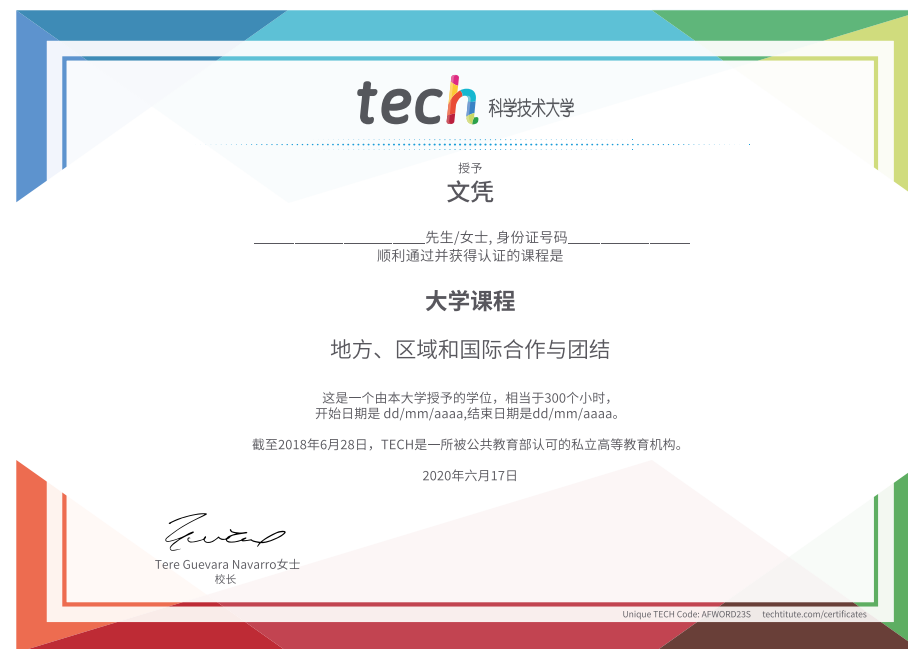 tech 科学技术大学
授予
文凭
先生/女士, 身份证号码
顺利通过并获得认证的课程是
大学课程
地方、区域和国际合作与团结
这是一个由本大学授予的学位，相当于300个小时，
开始日期是 dd/mm/aaaa,结束日期是dd/mm/aaaa。
截至2018年6月28日，TECH是一所被公共教育部认可的私立高等教育机构。
2020年六月17日
Tere Guevara Navarro女士
校长
Unique TECH Code: AFWORD23S techtitute.com/certificates